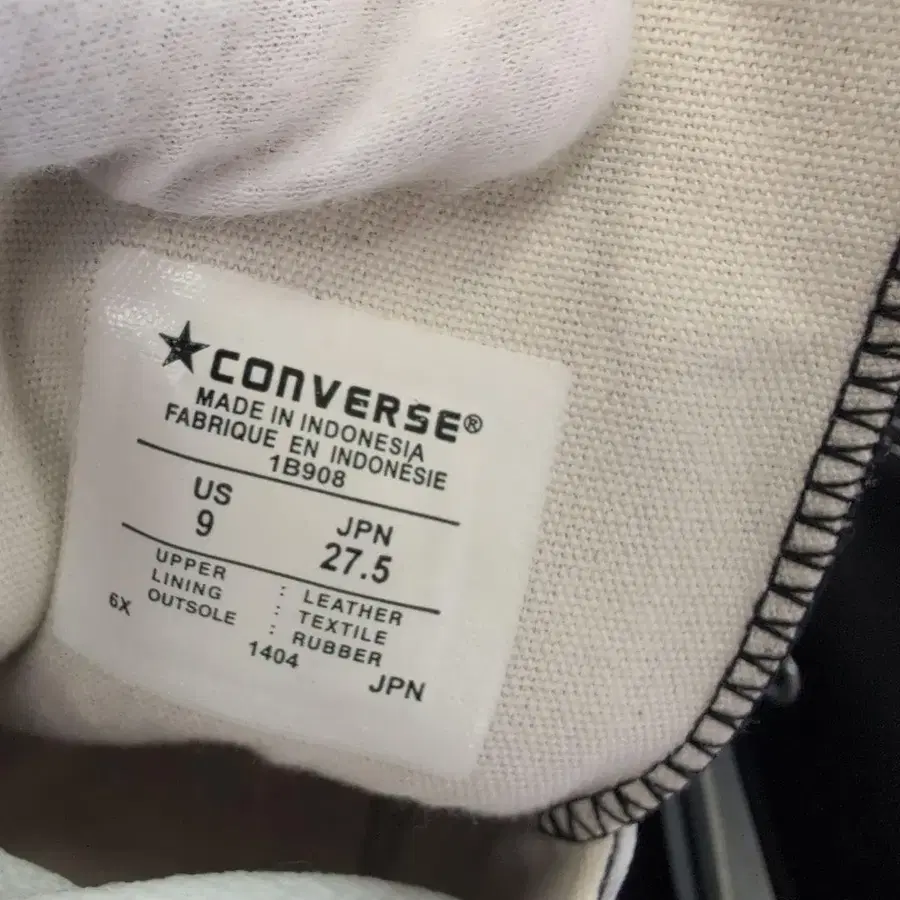 ★CONVERSE®
MADE IN INDONESIA
FABRIQUE EN INDONÉSIE
1B908
US JPN
9 27.5
UPPER : LEATHER
LINING : TEXTILE
OUTSOLE : RUBBER
6X
1404
JPN